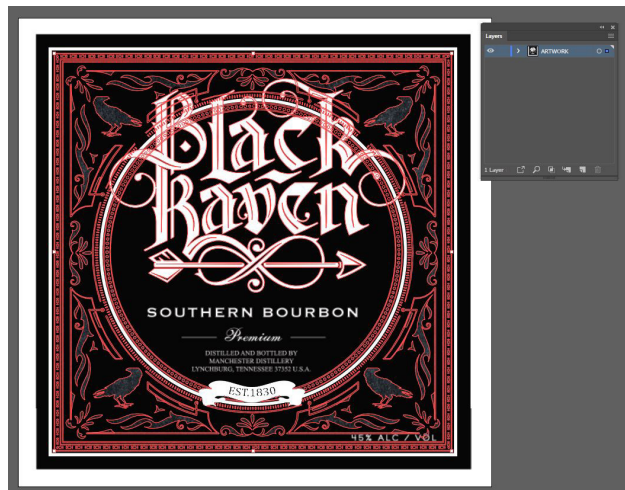 Layers
ARTWORK
1 Layer
Black
Raven
SOUTHERN BOURBON
Premium
DISTILLED AND BOTTLED BY
MANCHESTER DISTILLERY
LYNCHBURG, TENNESSEE 37352 U.S.A.
EST.1830
45% ALC / VOL